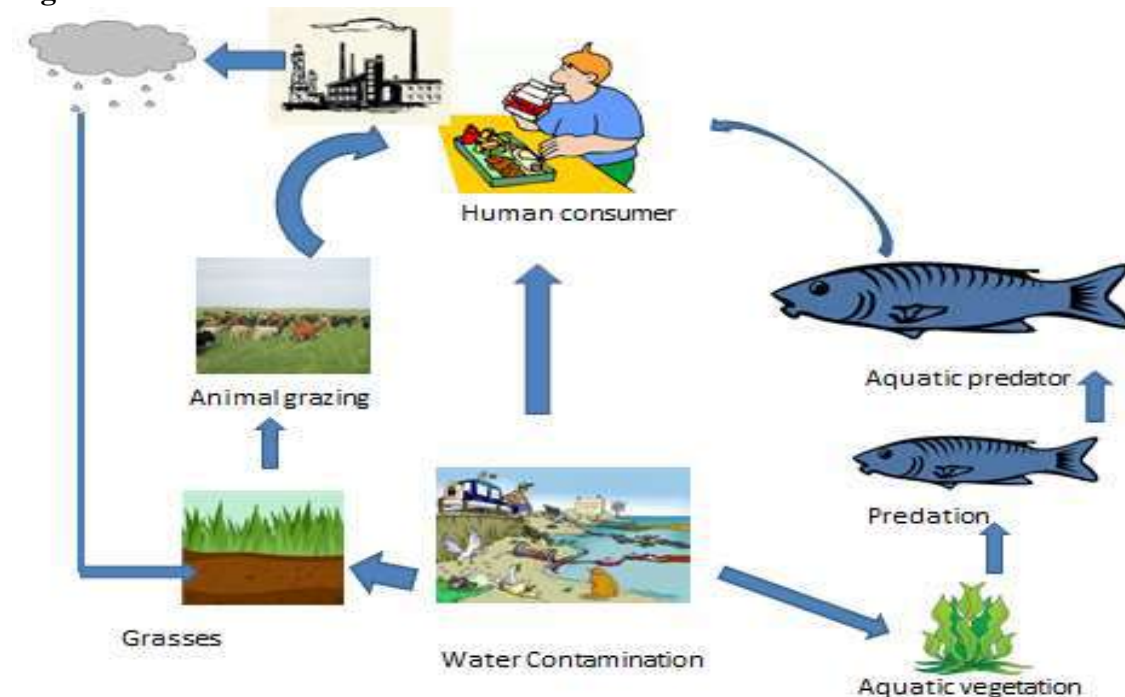 Human consumer
Animal grazing
Aquatic predator
Predation
Grasses
Water Contamination
Aquatic vegetation